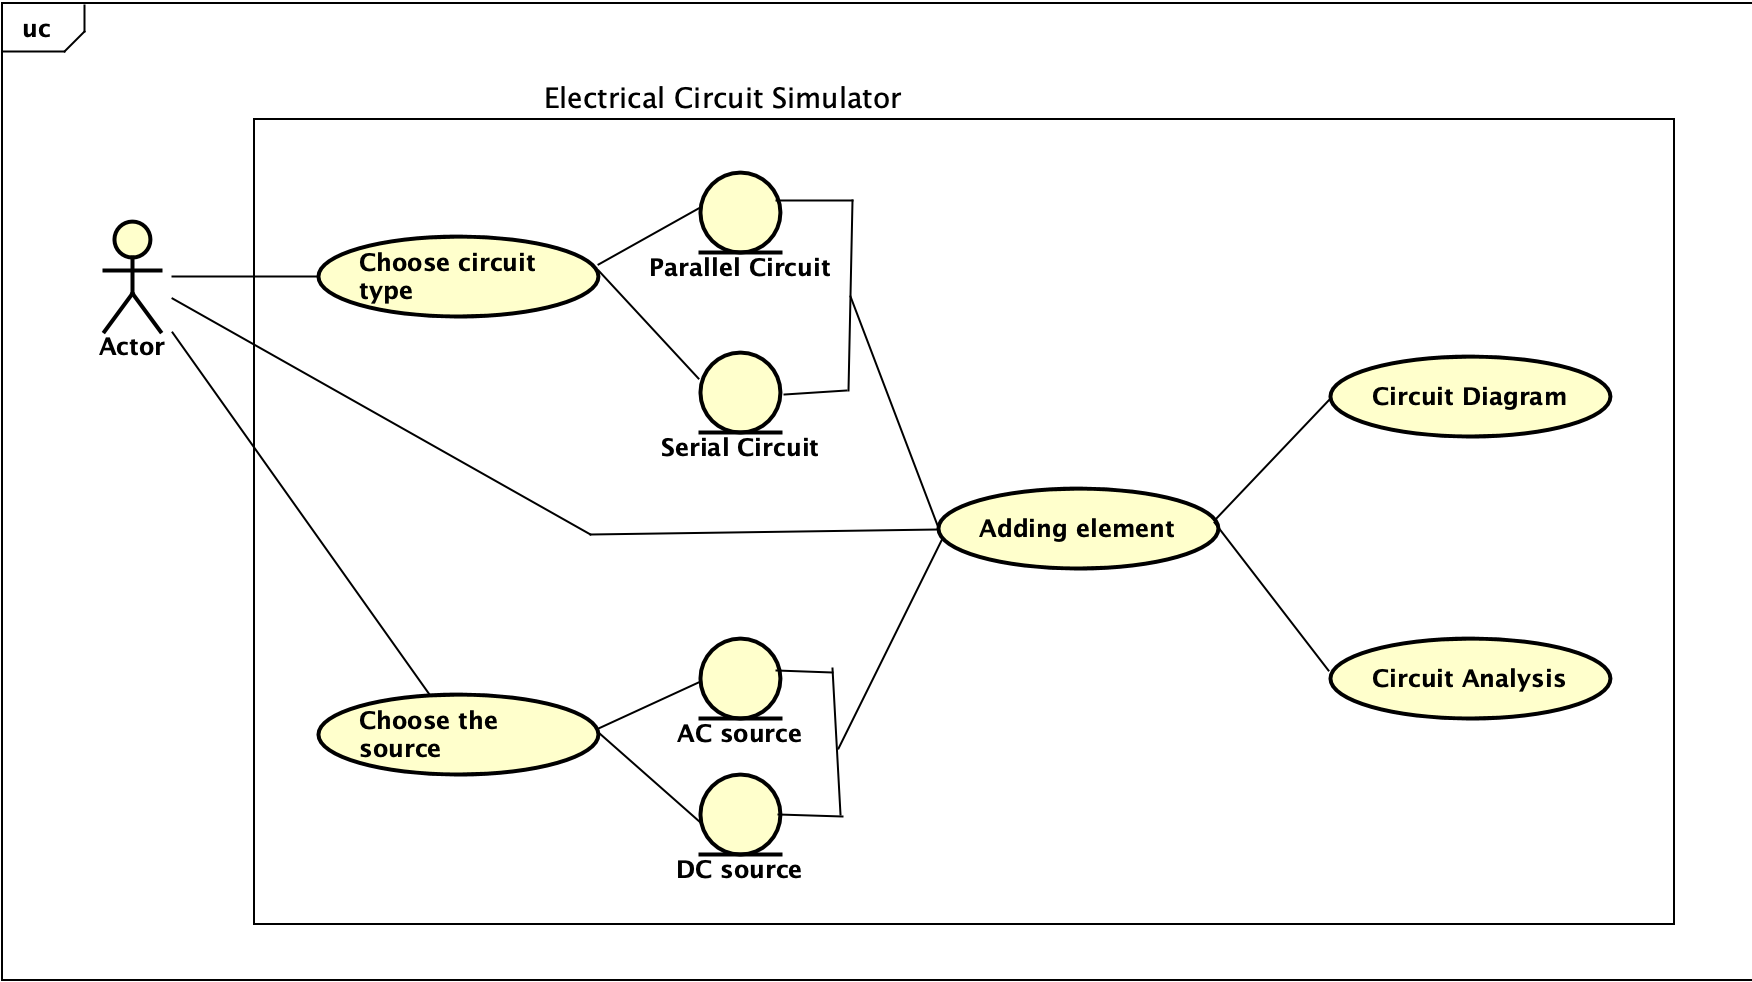 uc
Electrical Circuit Simulator
Actor
Choose circuit
type
Parallel Circuit
Serial Circuit
Adding element
Circuit Diagram
Circuit Analysis
Choose the
source
AC source
DC source